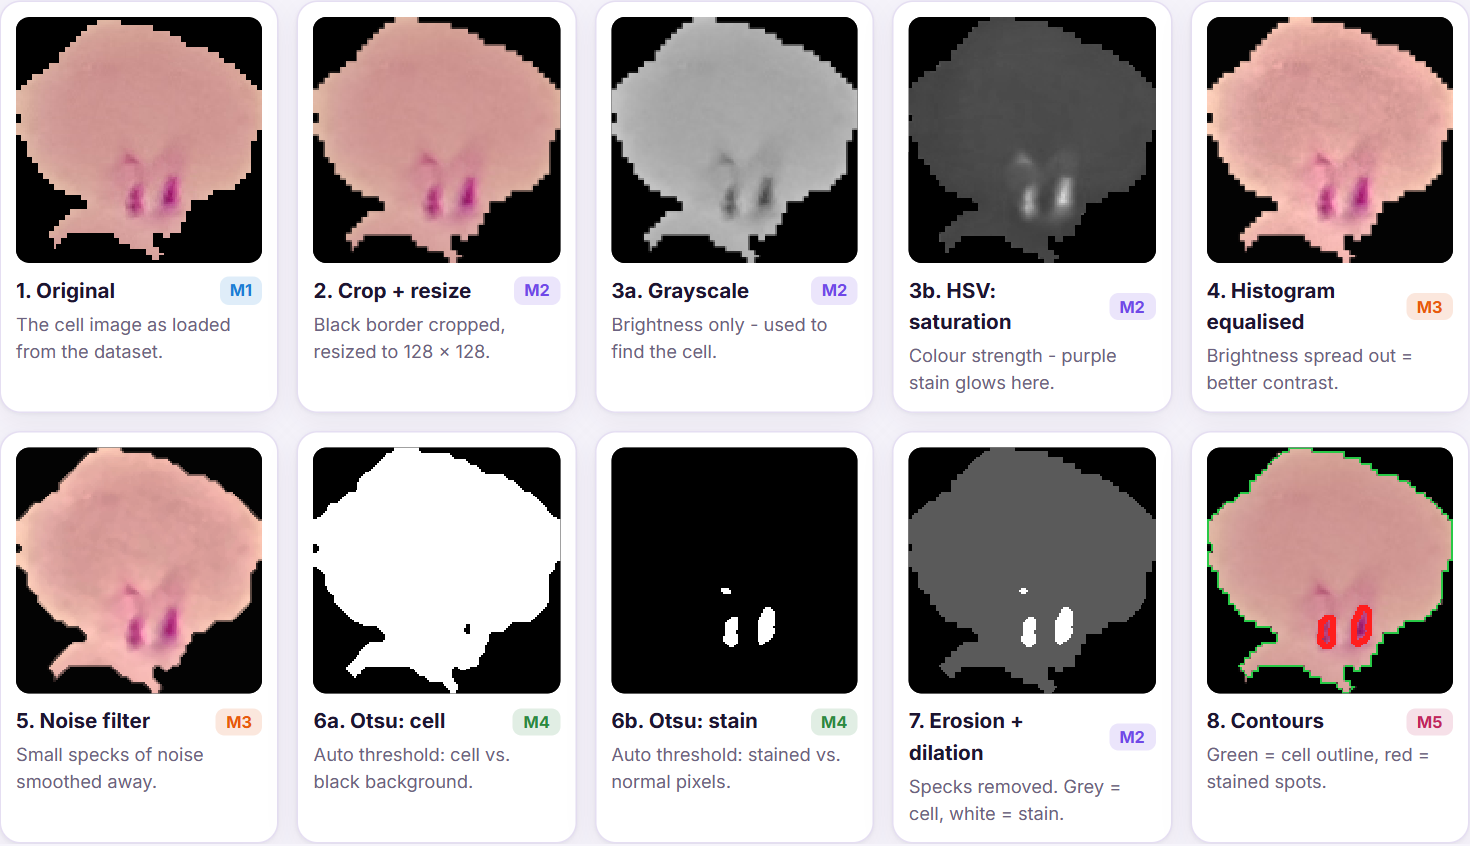 1. Original
M1
The cell image as loaded
from the dataset.
2. Crop + resize
M2
Black border cropped,
resized to 128 × 128.
3a. Grayscale
M2
Brightness only - used to
find the cell.
3b. HSV:
saturation
M2
Colour strength - purple
stain glows here.
4. Histogram
equalised
M3
Brightness spread out =
better contrast.
5. Noise filter
M3
Small specks of noise
smoothed away.
6a. Otsu: cell
M4
Auto threshold: cell vs.
black background.
6b. Otsu: stain
M4
Auto threshold: stained vs.
normal pixels.
7. Erosion +
dilation
M2
Specks removed. Grey =
cell, white = stain.
8. Contours
M5
Green = cell outline, red =
stained spots.